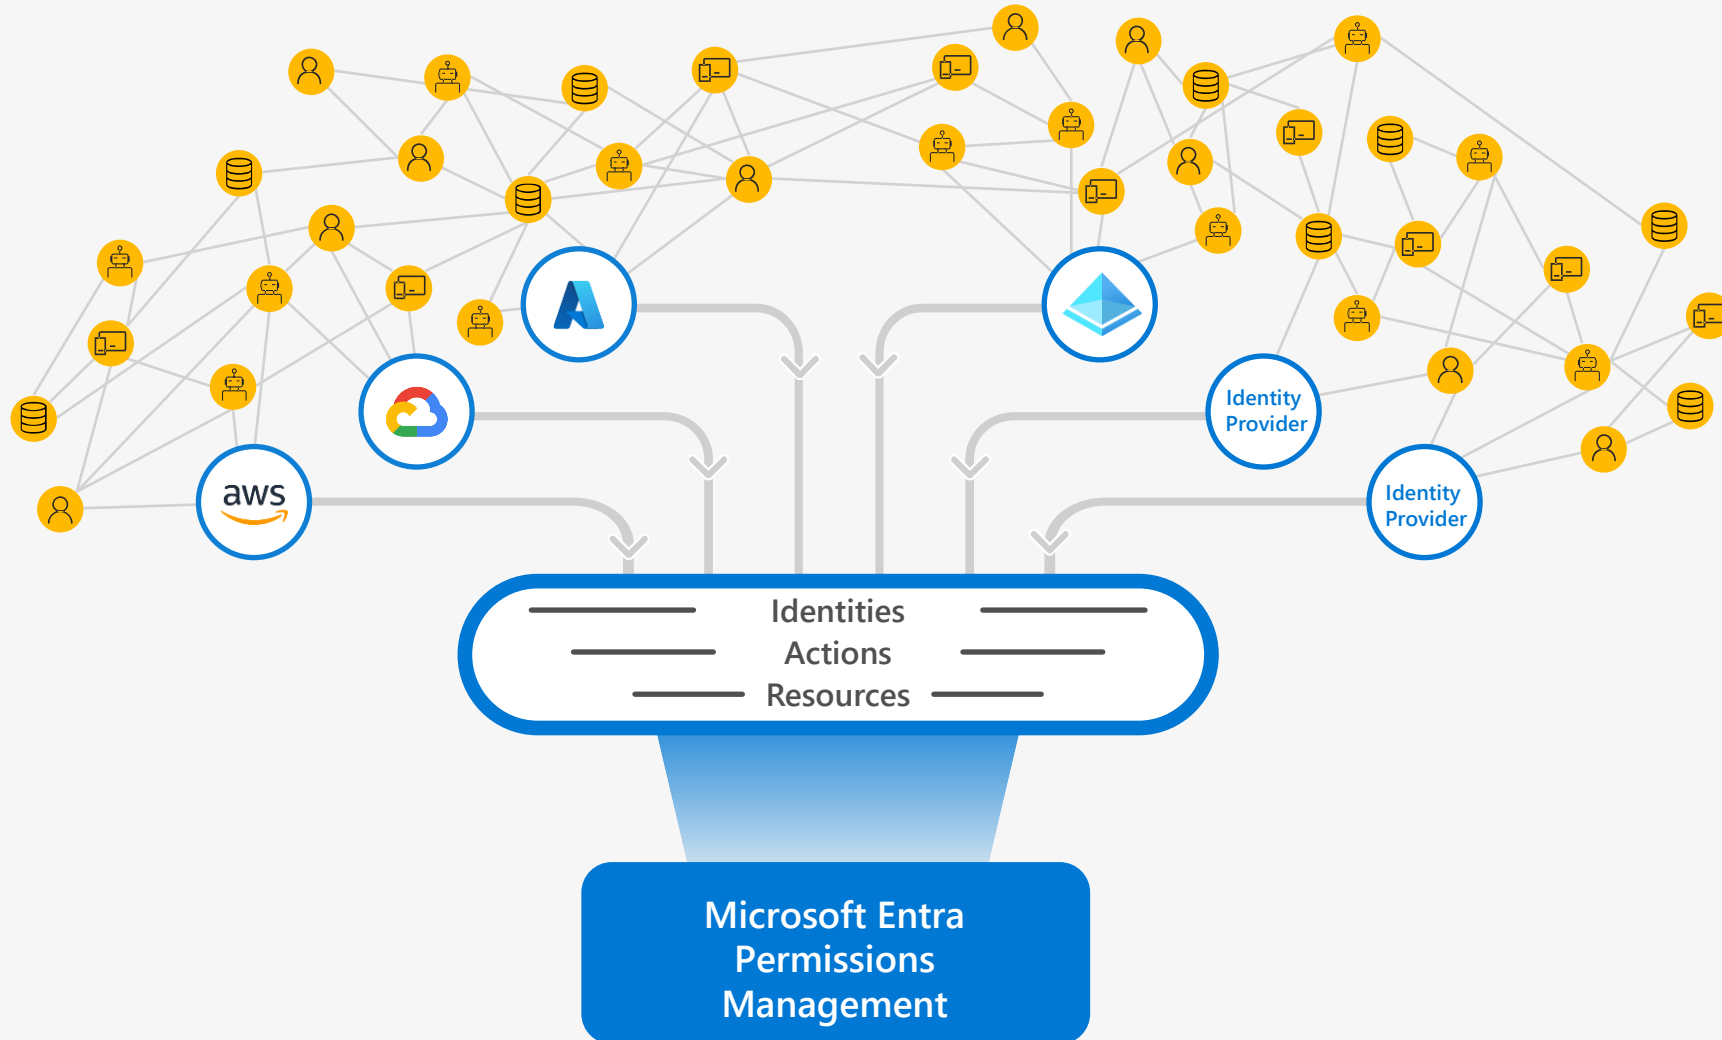 Identity
Provider
Identity
Provider
aws
Identities
Actions
Resources
Microsoft Entra
Permissions
Management